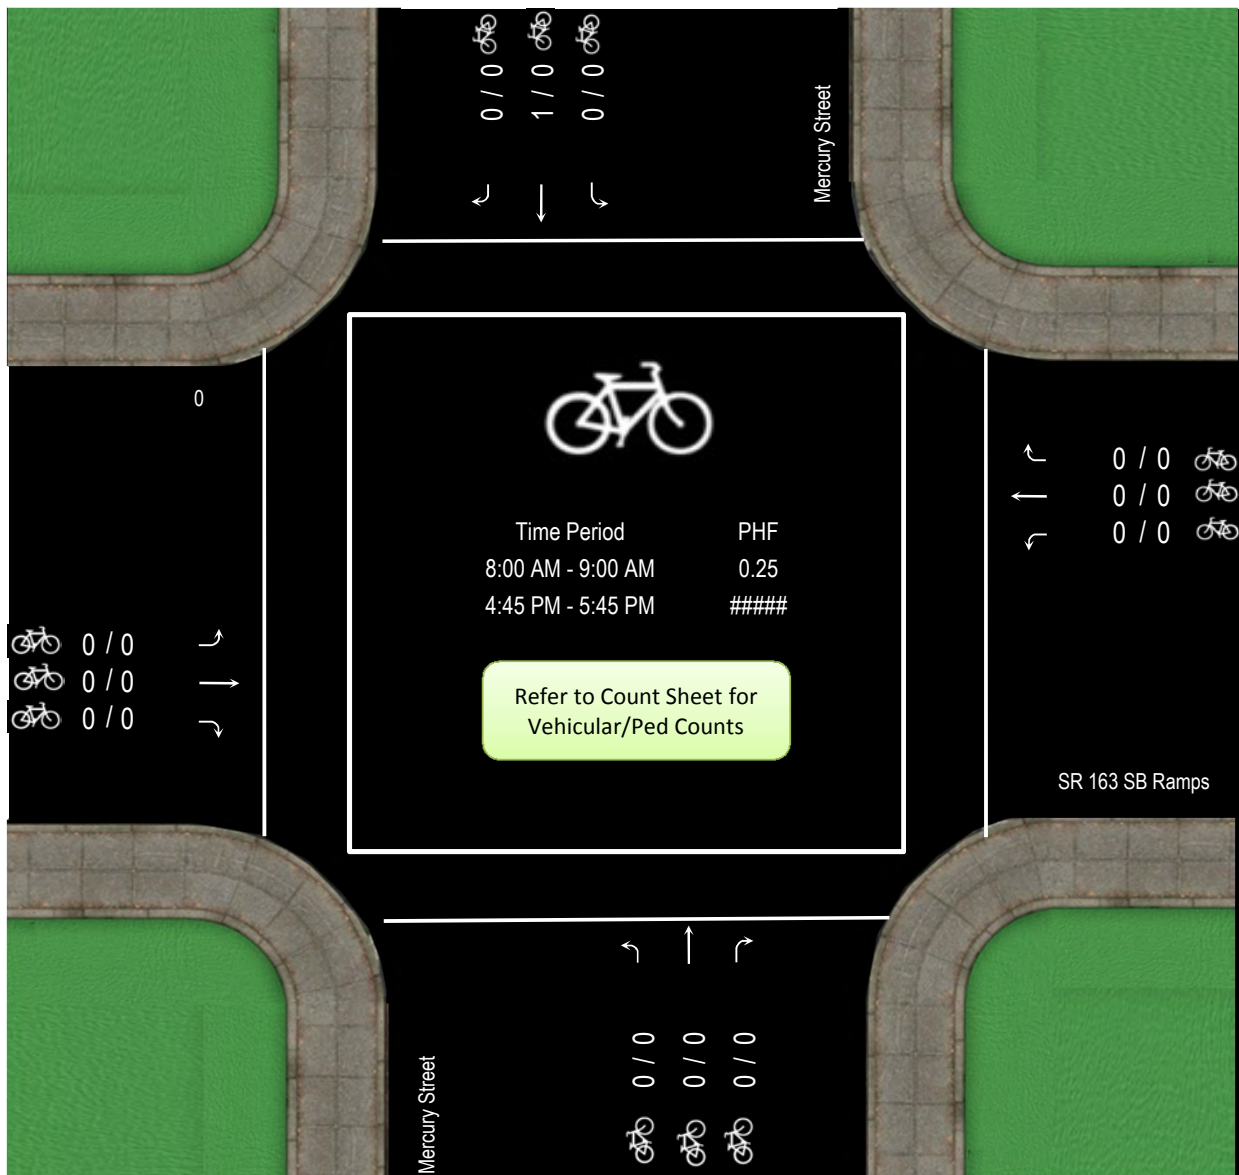 0 / 0
1 / 0
0 / 0
Mercury Street
0
0 / 0
0 / 0
0 / 0
Time Period PHF
8:00 AM - 9:00 AM 0.25
4:45 PM - 5:45 PM #####
0 / 0
0 / 0
0 / 0
Refer to Count Sheet for
Vehicular/Ped Counts
SR 163 SB Ramps
0 / 0
0 / 0
0 / 0
Mercury Street